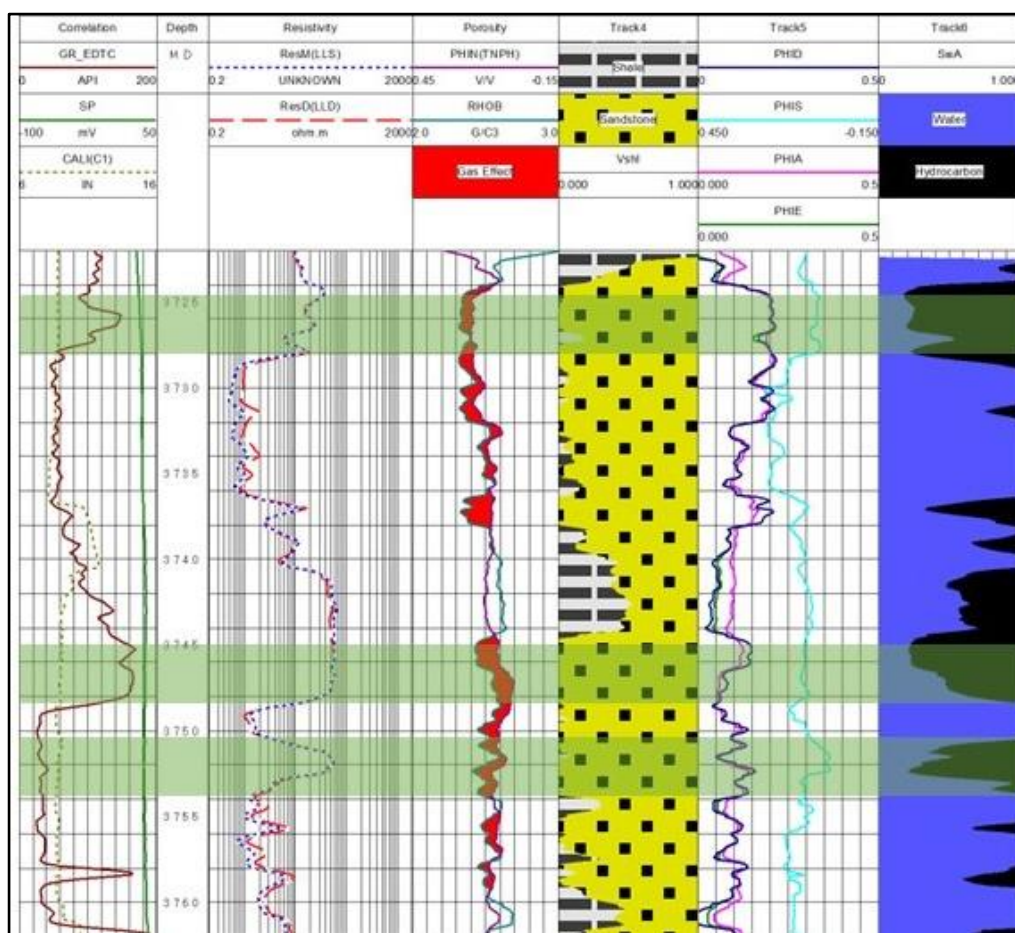 Correlation Depth Resistivity Porosity Track4 Track5 Track6
GR_EDTC M.D ResM(LLS) PHIN(TNPH) Shale PHID SwA
0 API 200 0.2 UNKNOWN 2000 0.45 V/V -0.15 0 0.50 1.000
SP ResD(LLD) RHOB Sandstone PHIS Water
-100 mV 50 0.2 ohm.m 2000 2.0 G/C3 3.0 0.450 -0.150
CALI(C1) Gas Effect Vshl PHIA Hydrocarbon
6 IN 16 0.000 1.000 0.000 0.5
PHIE
0.000 0.5
3725
3790
3735
3740
3745
3750
3755
3760